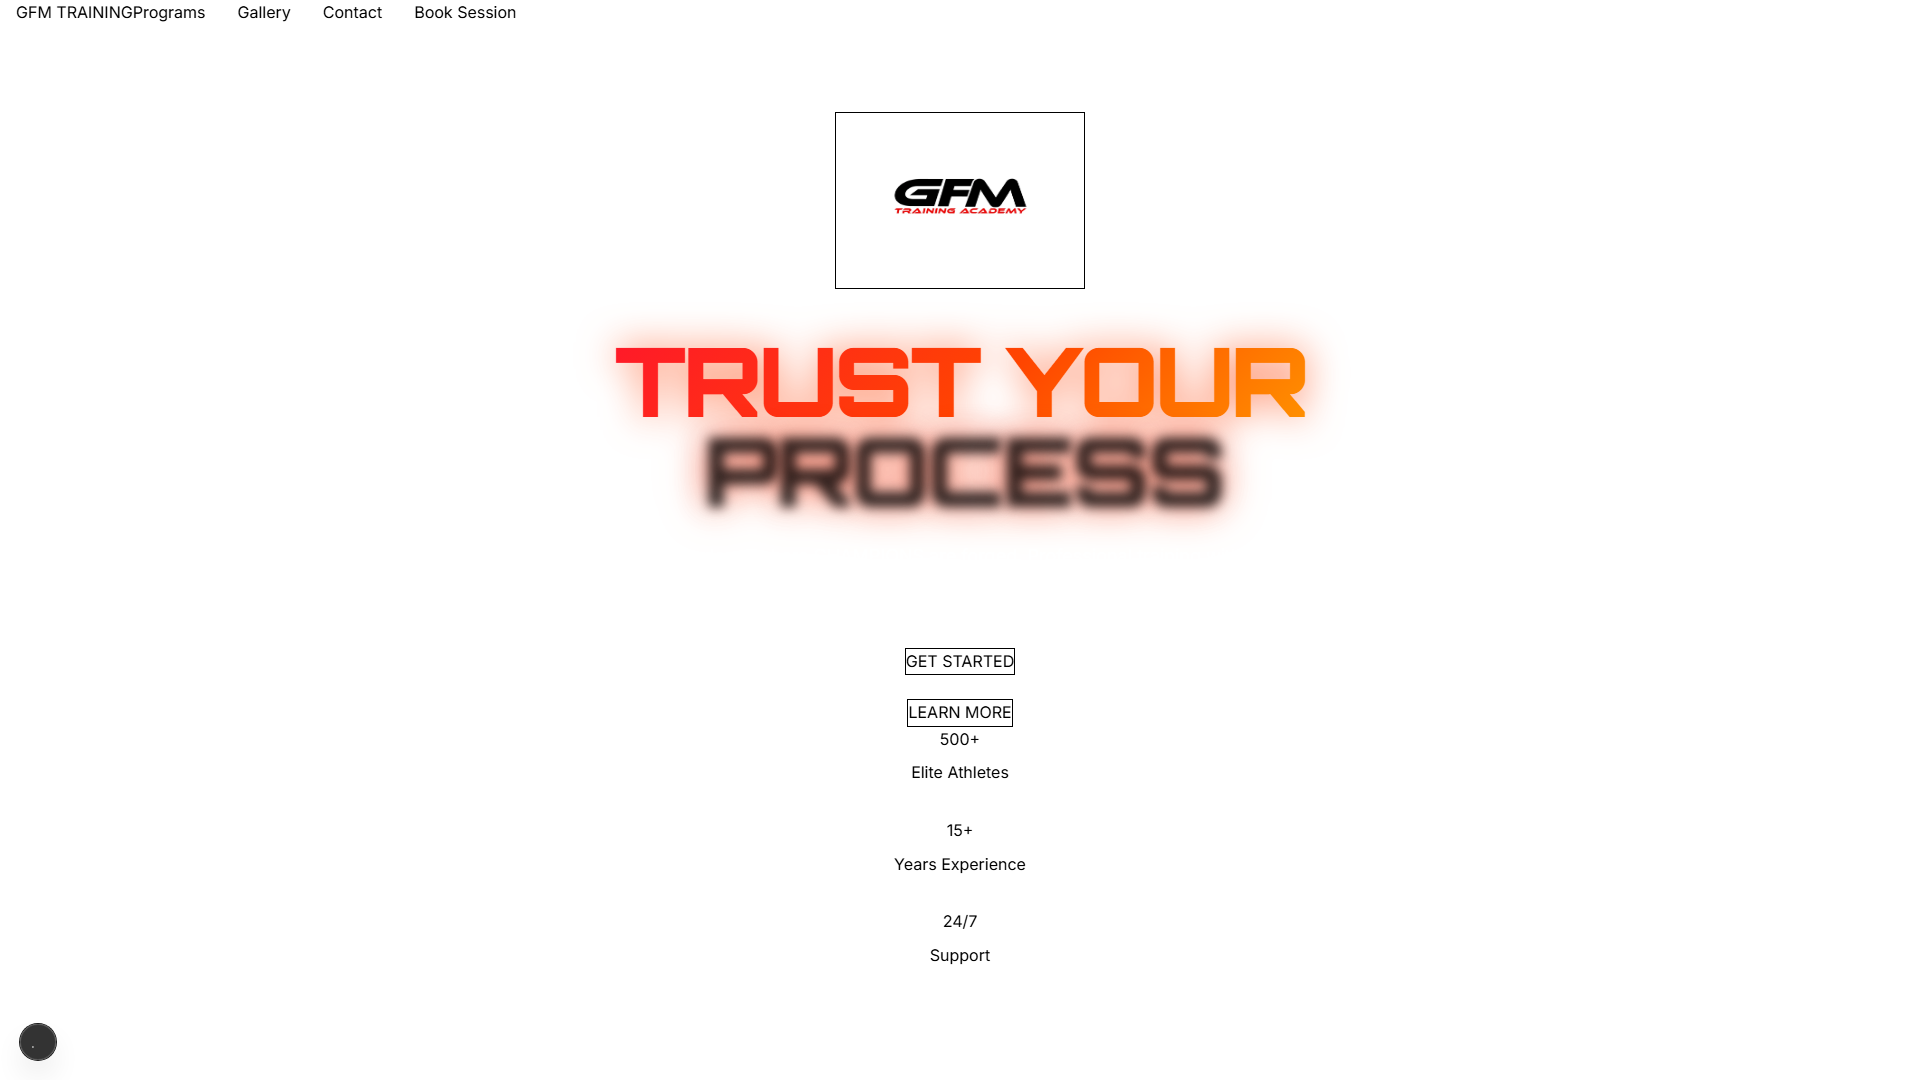 GFM TRAININGPrograms Gallery Contact Book Session
GFM
TRAINING ACADEMY
TRUST YOUR
PROCESS
GET STARTED
LEARN MORE
500+
Elite Athletes
15+
Years Experience
24/7
Support